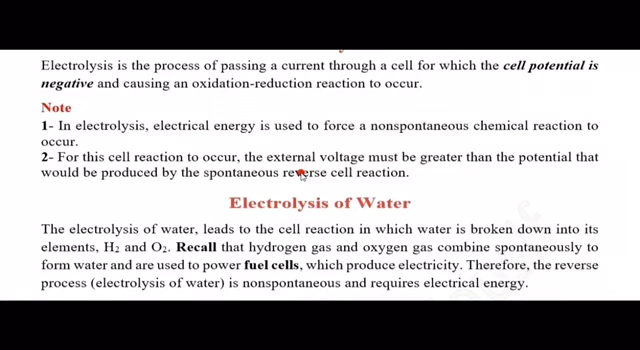 Electrolysis is the process of passing a current through a cell for which the cell potential is
negative and causing an oxidation-reduction reaction to occur.
Note
1- In electrolysis, electrical energy is used to force a nonspontaneous chemical reaction to
occur.
2- For this cell reaction to occur, the external voltage must be greater than the potential that
would be produced by the spontaneous reverse cell reaction.
Electrolysis of Water
The electrolysis of water, leads to the cell reaction in which water is broken down into its
elements, H₂ and O₂. Recall that hydrogen gas and oxygen gas combine spontaneously to
form water and are used to power fuel cells, which produce electricity. Therefore, the reverse
process (electrolysis of water) is nonspontaneous and requires electrical energy.